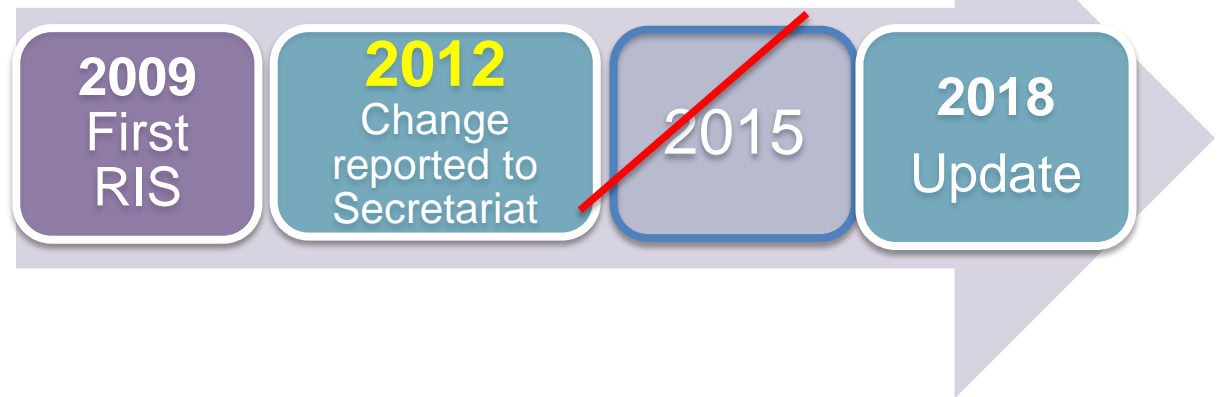 2009
First
RIS
2012
Change
reported to
Secretariat
2015
2018
Update